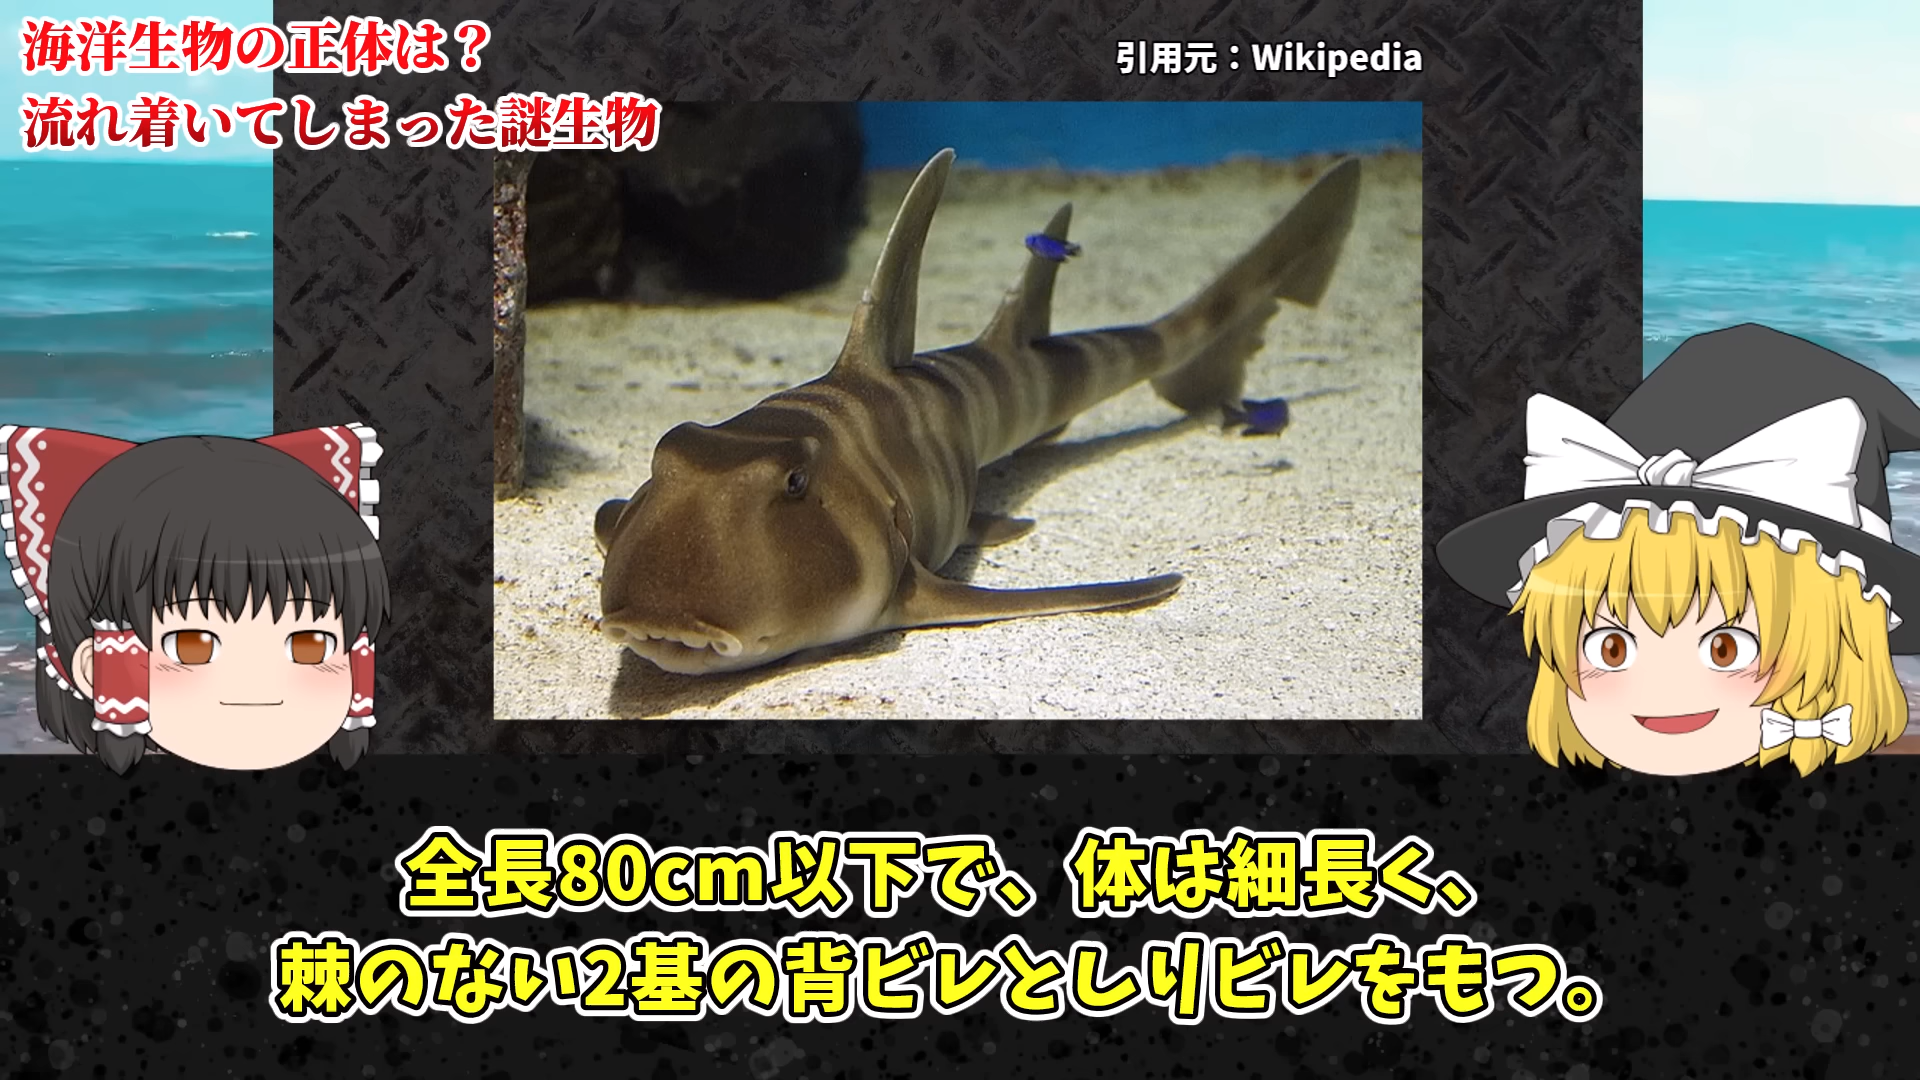 海洋生物の正体は？
流れ着いてしまった謎生物
引用元：Wikipedia
全長80cm以下で、体は細長く、
棘のない2基の背ビレとしりビレをもつ。